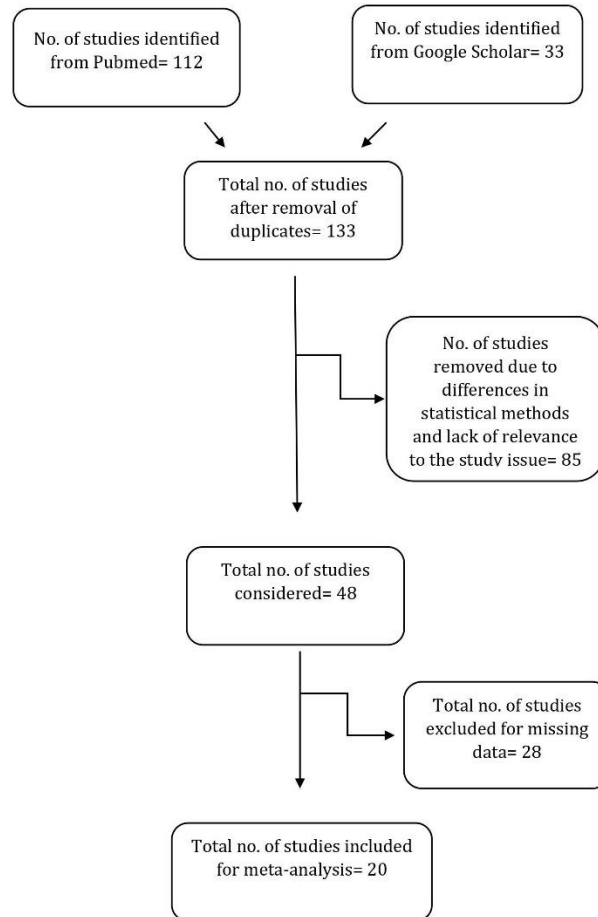 No. of studies identified
from Pubmed= 112
No. of studies identified
from Google Scholar= 33
Total no. of studies
after removal of
duplicates= 133
No. of studies
removed due to
differences in
statistical methods
and lack of relevance
to the study issue= 85
Total no. of studies
considered= 48
Total no. of studies
excluded for missing
data= 28
Total no. of studies included
for meta-analysis= 20